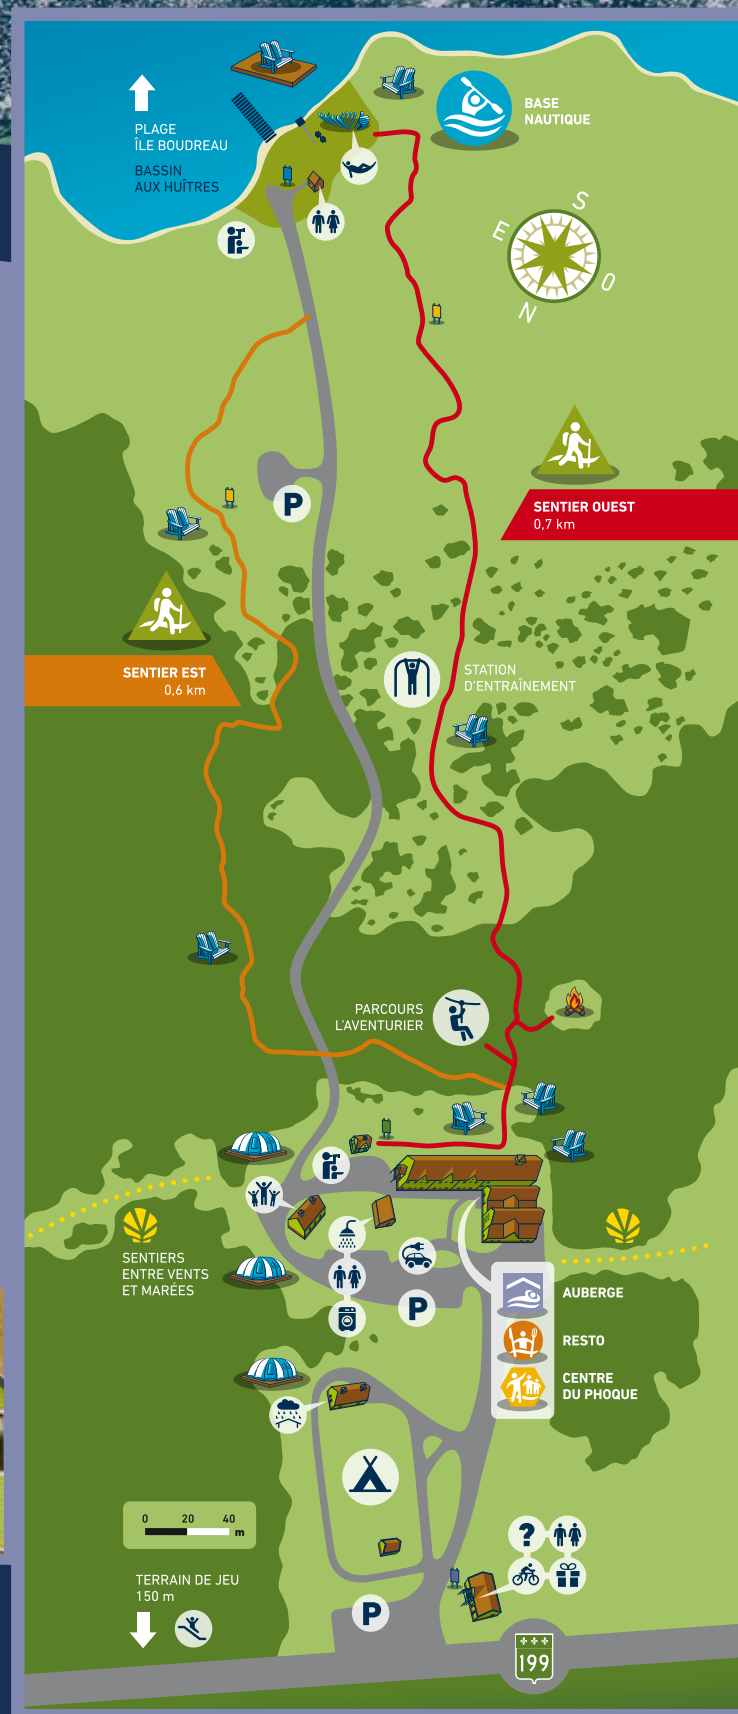 PLAGE
ÎLE BOUDREAU
BASSIN
AUX HUÎTRES
BASE
NAUTIQUE
S
E
O
N
P
SENTIER OUEST
0,7 km
SENTIER EST
0,6 km
STATION
D'ENTRAÎNEMENT
PARCOURS
L'AVENTURIER
SENTIERS
ENTRE VENTS
ET MARÉES
P
AUBERGE
RESTO
CENTRE
DU PHOQUE
0 20 40
m
?
TERRAIN DE JEU
150 m
P
199